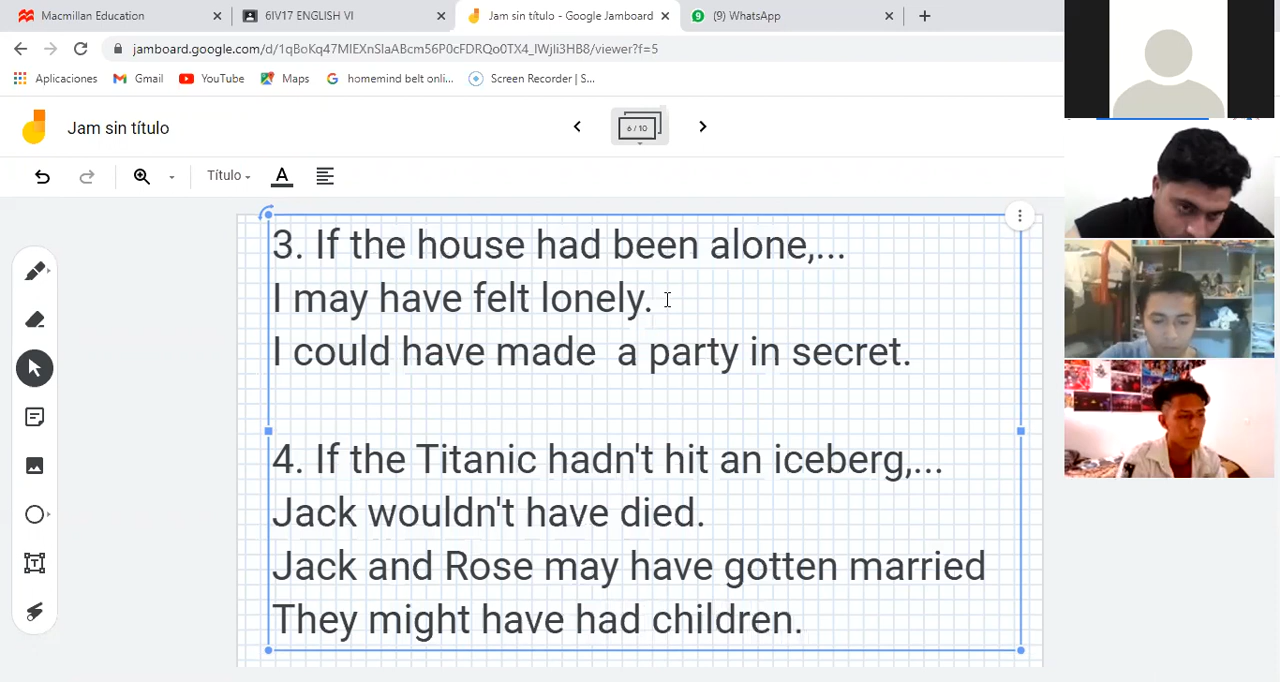 Macmillan Education
6IV17 ENGLISH VI
Jam sin título - Google Jamboard
(9) WhatsApp
jamboard.google.com/d/1qBoKq47MIEXnSlaABcm56P0cFDRQo0TX4_IWjIi3HB8/viewer?f=5
Aplicaciones
Gmail
YouTube
Maps
homemind belt onli...
Screen Recorder | S...
Jam sin título
6 / 10
Título
A
3. If the house had been alone,...
I may have felt lonely.
I could have made  a party in secret.
4. If the Titanic hadn't hit an iceberg,...
Jack wouldn't have died.
Jack and Rose may have gotten married
They might have had children.